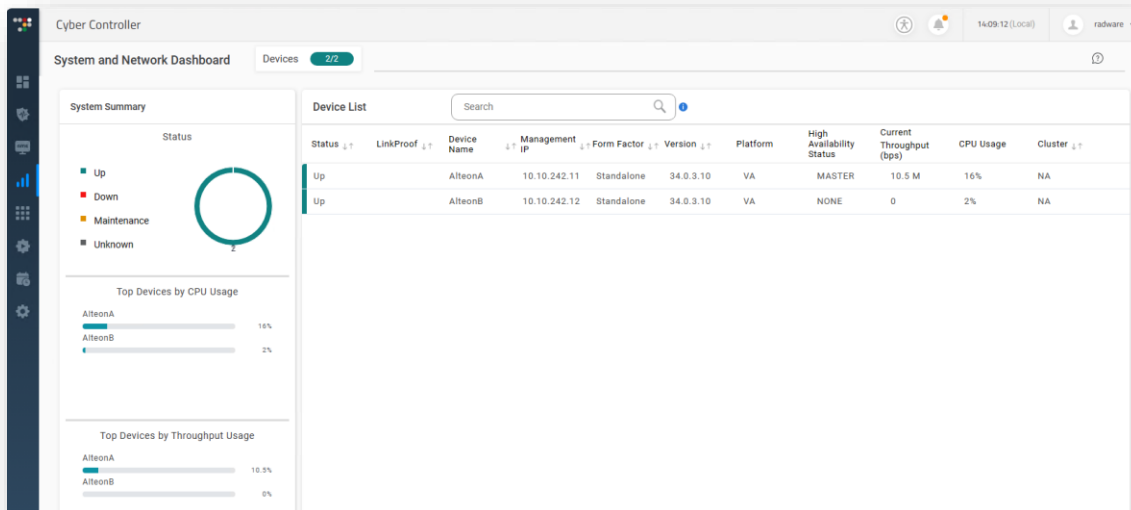 Cyber Controller
14:09:12 (Local)
radware
System and Network Dashboard
Devices 2/2
System Summary
Status
Up
Down
Maintenance
Unknown
2
Top Devices by CPU Usage
AlteonA
16%
AlteonB
2%
Top Devices by Throughput Usage
AlteonA
10.5%
AlteonB
0%
Device List
Search
Status LinkProof Device Name Management IP Form Factor Version Platform High Availability Status Current Throughput (bps) CPU Usage Cluster
Up AlteonA 10.10.242.11 Standalone 34.0.3.10 VA MASTER 10.5 M 16% NA
Up AlteonB 10.10.242.12 Standalone 34.0.3.10 VA NONE 0 2% NA